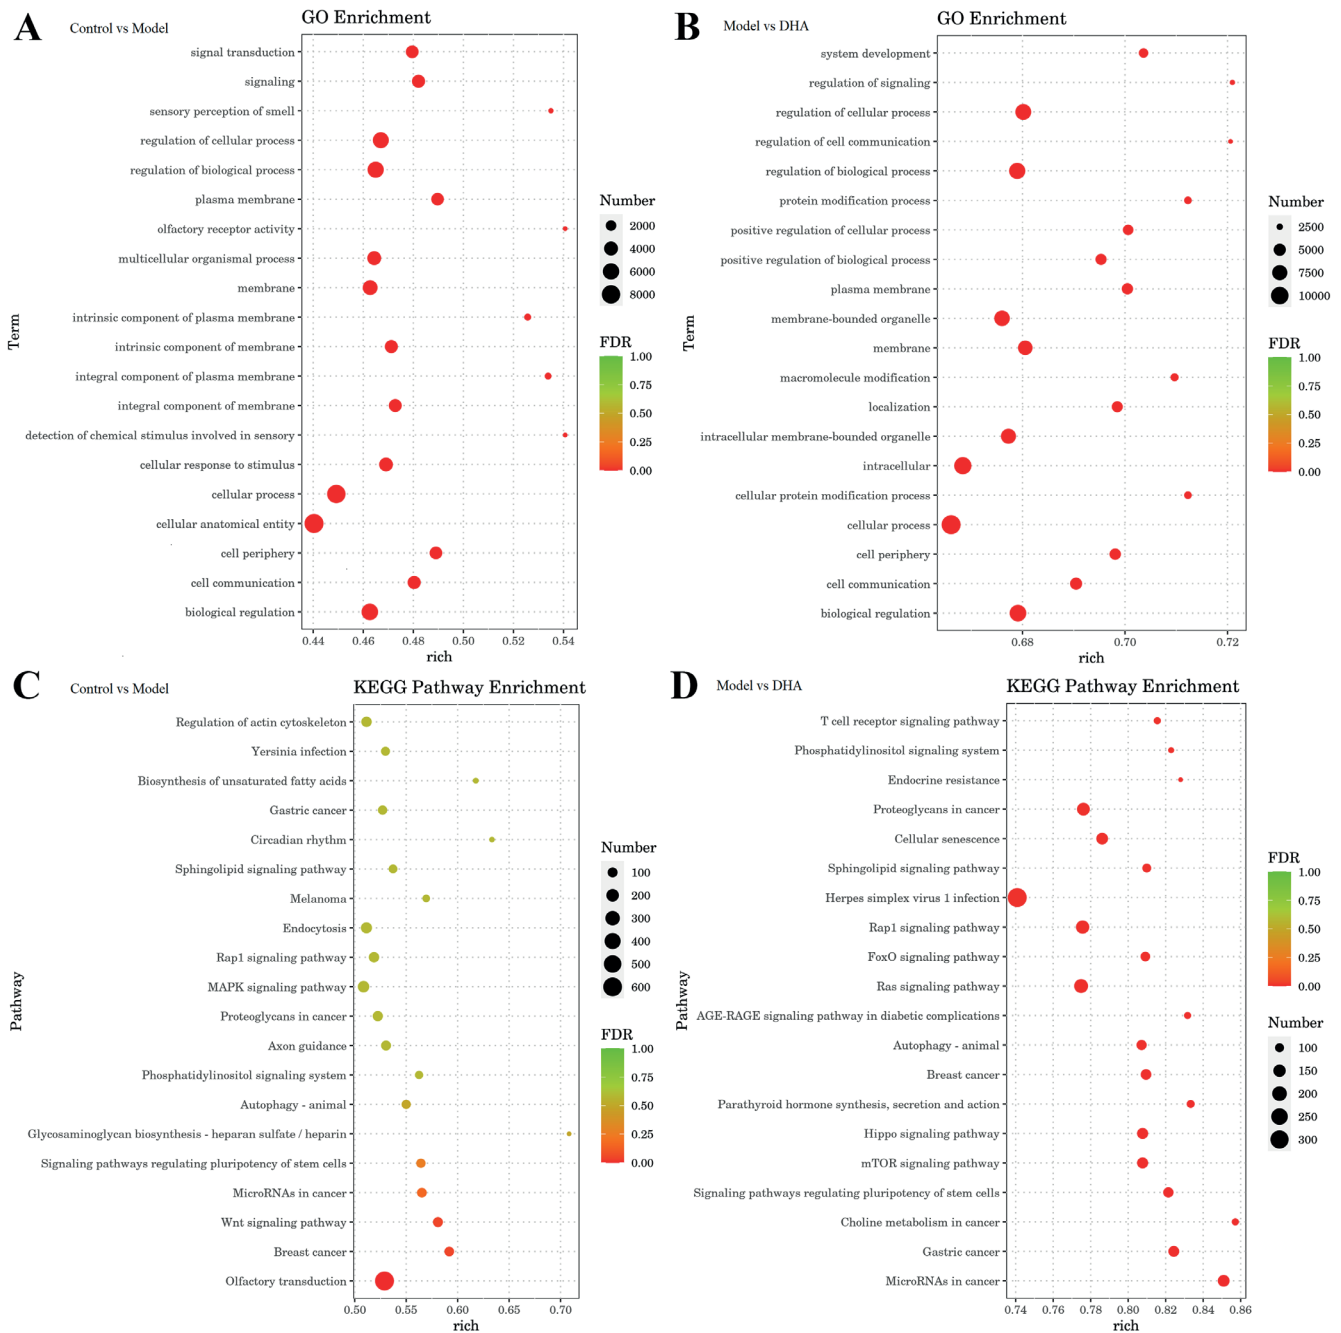 A
Control vs Model
GO Enrichment
signal transduction
signaling
sensory perception of smell
regulation of cellular process
regulation of biological process
plasma membrane
olfactory receptor activity
multicellular organismal process
membrane
intrinsic component of plasma membrane
intrinsic component of membrane
integral component of plasma membrane
integral component of membrane
detection of chemical stimulus involved in sensory
cellular response to stimulus
cellular process
cellular anatomical entity
cell periphery
cell communication
biological regulation
Term
0.44 0.46 0.48 0.50 0.52 0.54
rich
Number
2000
4000
6000
8000
FDR
1.00
0.75
0.50
0.25
0.00
B
Model vs DHA
GO Enrichment
system development
regulation of signaling
regulation of cellular process
regulation of cell communication
regulation of biological process
protein modification process
positive regulation of cellular process
positive regulation of biological process
plasma membrane
membrane-bounded organelle
membrane
macromolecule modification
localization
intracellular membrane-bounded organelle
intracellular
cellular protein modification process
cellular process
cell periphery
cell communication
biological regulation
Term
0.68 0.70 0.72
rich
Number
2500
5000
7500
10000
FDR
1.00
0.75
0.50
0.25
0.00
C
Control vs Model
KEGG Pathway Enrichment
Regulation of actin cytoskeleton
Yersinia infection
Biosynthesis of unsaturated fatty acids
Gastric cancer
Circadian rhythm
Sphingolipid signaling pathway
Melanoma
Endocytosis
Rap1 signaling pathway
MAPK signaling pathway
Proteoglycans in cancer
Axon guidance
Phosphatidylinositol signaling system
Autophagy - animal
Glycosaminoglycan biosynthesis - heparan sulfate / heparin
Signaling pathways regulating pluripotency of stem cells
MicroRNAs in cancer
Wnt signaling pathway
Breast cancer
Olfactory transduction
Pathway
0.50 0.55 0.60 0.65 0.70
rich
Number
100
200
300
400
500
600
FDR
1.00
0.75
0.50
0.25
0.00
D
Model vs DHA
KEGG Pathway Enrichment
T cell receptor signaling pathway
Phosphatidylinositol signaling system
Endocrine resistance
Proteoglycans in cancer
Cellular senescence
Sphingolipid signaling pathway
Herpes simplex virus 1 infection
Rap1 signaling pathway
FoxO signaling pathway
Ras signaling pathway
AGE-RAGE signaling pathway in diabetic complications
Autophagy - animal
Breast cancer
Parathyroid hormone synthesis, secretion and action
Hippo signaling pathway
mTOR signaling pathway
Signaling pathways regulating pluripotency of stem cells
Choline metabolism in cancer
Gastric cancer
MicroRNAs in cancer
Pathway
0.74 0.76 0.78 0.80 0.82 0.84 0.86
rich
FDR
1.00
0.75
0.50
0.25
0.00
Number
100
150
200
250
300